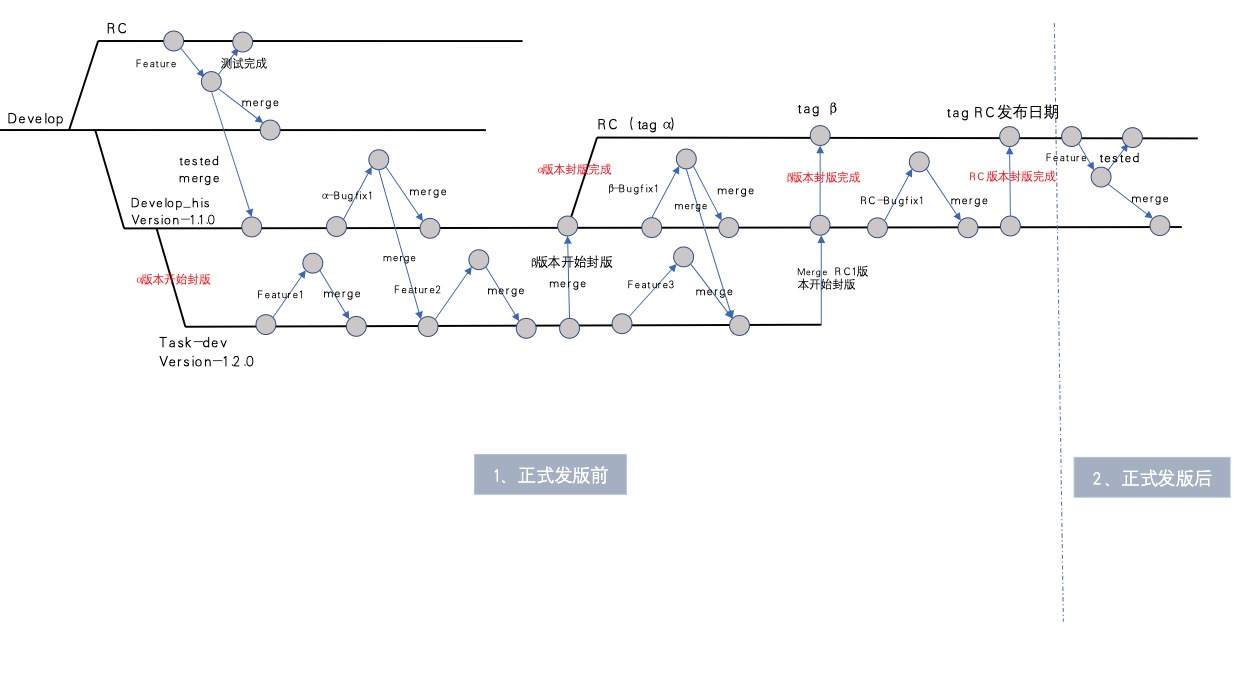 RC
Feature
测试完成
merge
Develop
tag β
tag RC发布日期
RC （tag α）
tested
merge
α版本封版完成
β-Bugfix1
merge
merge
β版本封版完成
RC版本封版完成
Feature
tested
α-Bugfix1
merge
RC-Bugfix1
merge
merge
Develop_his
Version-1.1.0
α版本开始封版
merge
β版本开始封版
merge
Merge RC1版
本开始封版
Feature1
merge
Feature2
merge
Feature3
merge
Task-dev
Version-1.2.0
1、正式发版前
2、正式发版后